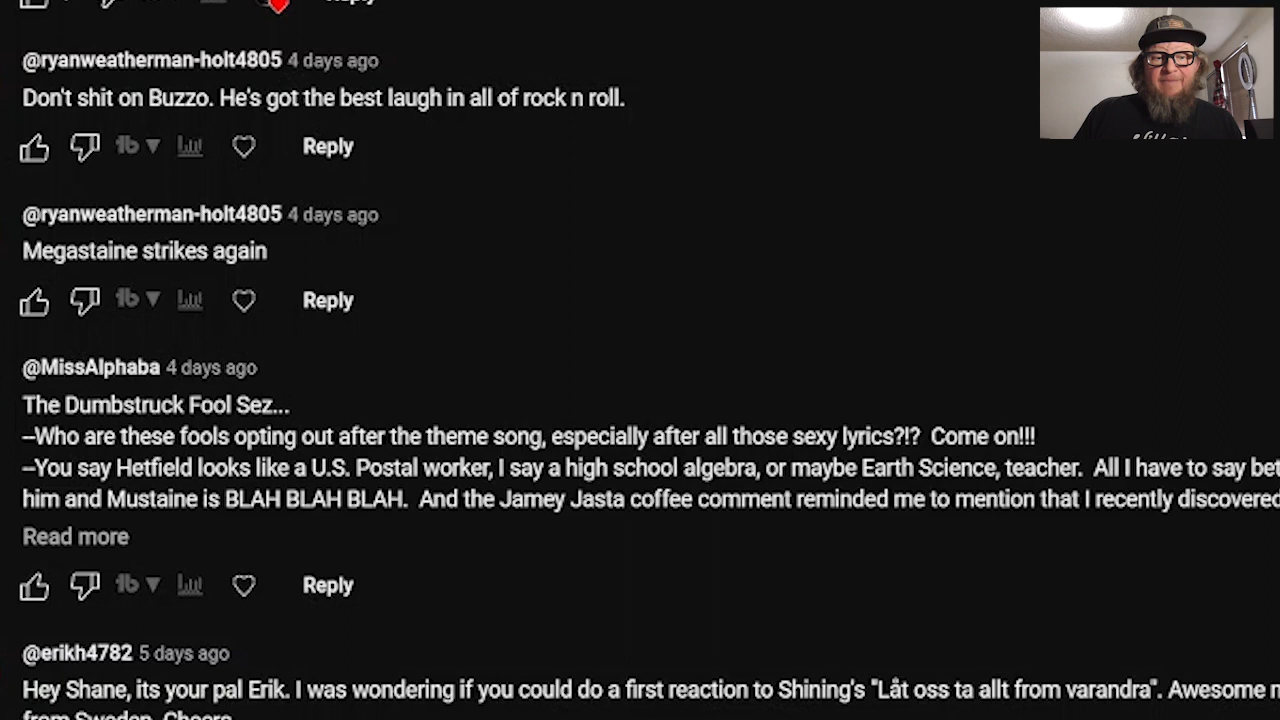 Reply
@ryanweatherman-holt4805 4 days ago
Don't shit on Buzzo. He's got the best laugh in all of rock n roll.
Reply
@ryanweatherman-holt4805 4 days ago
Megastaine strikes again
Reply
@MissAlphaba 4 days ago
The Dumbstruck Fool Sez...
--Who are these fools opting out after the theme song, especially after all those sexy lyrics?!? Come on!!!
--You say Hetfield looks like a U.S. Postal worker, I say a high school algebra, or maybe Earth Science, teacher. All I have to say bet
him and Mustaine is BLAH BLAH BLAH. And the Jamey Jasta coffee comment reminded me to mention that I recently discovered
Read more
Reply
@erikh4782 5 days ago
Hey Shane, its your pal Erik. I was wondering if you could do a first reaction to Shining's "Låt oss ta allt from varandra". Awesome
from Sweden. Cheers